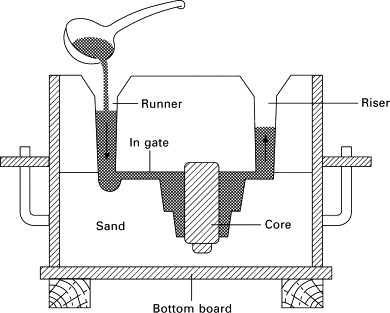 Runner
Riser
In gate
Sand
Core
Bottom board